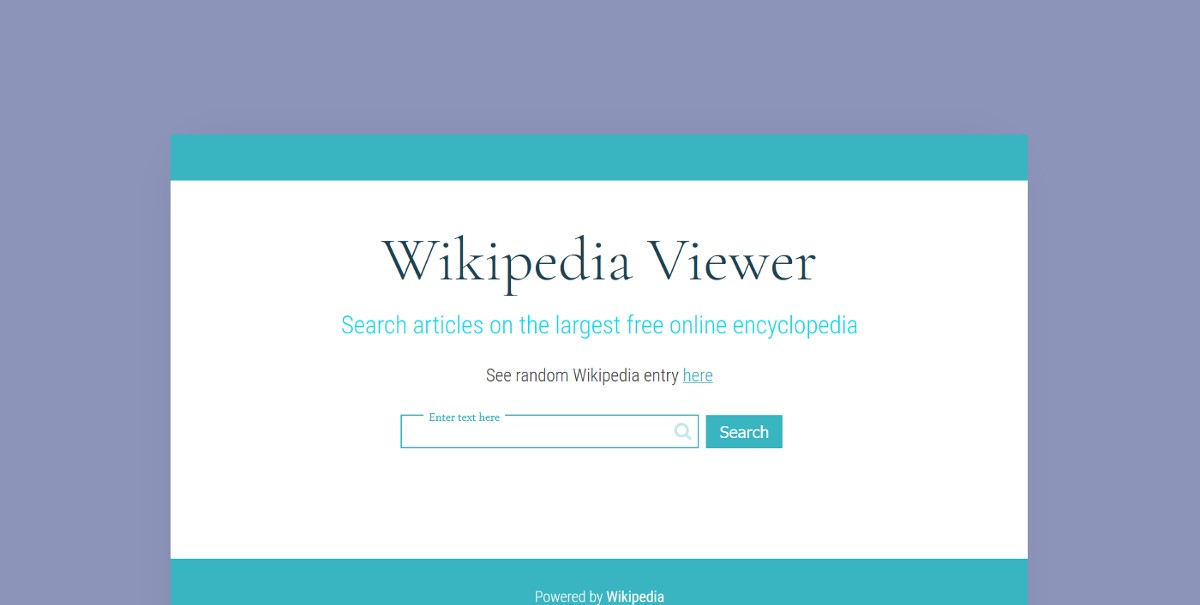 Wikipedia Viewer
Search articles on the largest free online encyclopedia
See random Wikipedia entry here
Enter text here
Search
Powered by Wikipedia